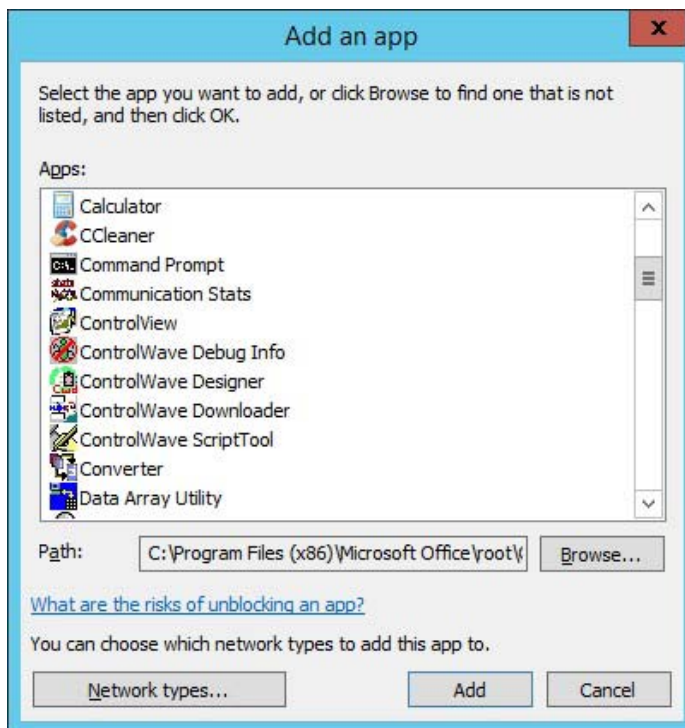 Add an app
x
Select the app you want to add, or click Browse to find one that is not
listed, and then click OK.
Apps:
Calculator
CCleaner
Command Prompt
Communication Stats
ControlView
ControlWave Debug Info
ControlWave Designer
ControlWave Downloader
ControlWave ScriptTool
Converter
Data Array Utility
Path: C:\Program Files (x86)\Microsoft Office\root\ Browse...
What are the risks of unblocking an app?
You can choose which network types to add this app to.
Network types... Add Cancel